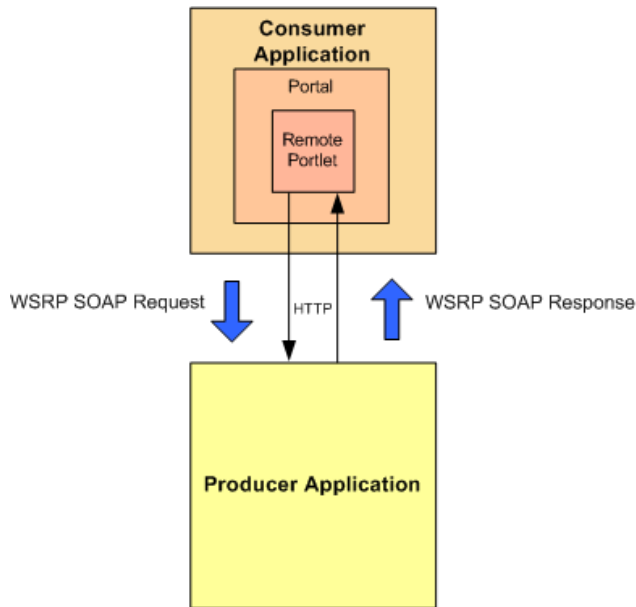 Consumer
Application
Portal
Remote
Portlet
WSRP SOAP Request
HTTP
WSRP SOAP Response
Producer Application